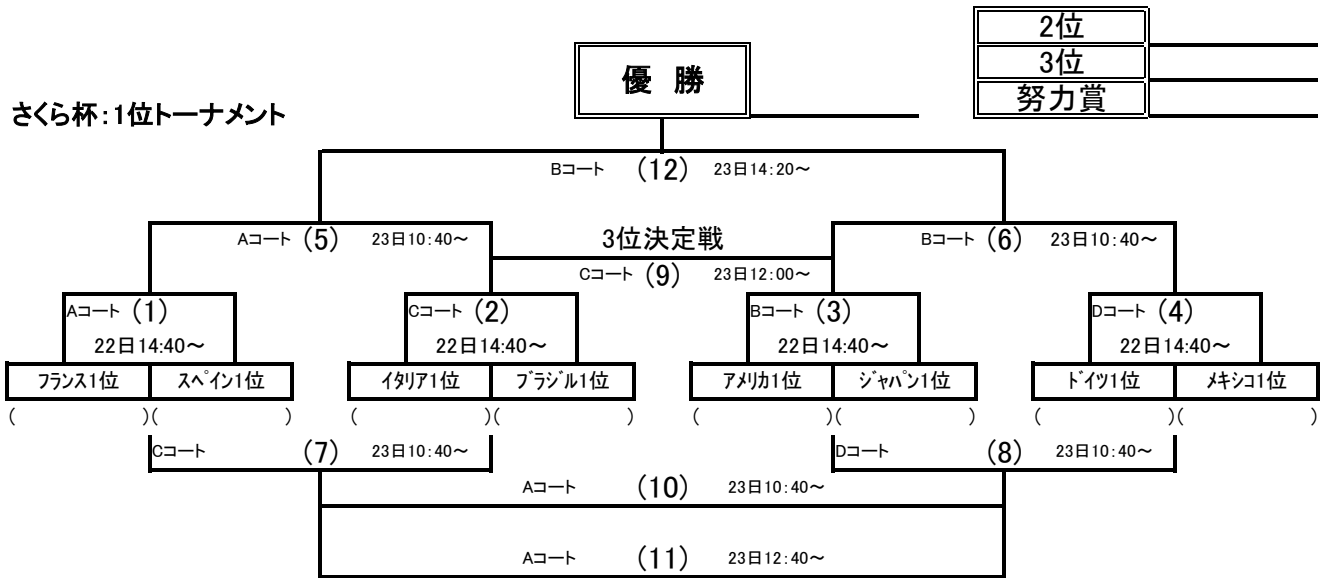 2位
3位
努力賞
優 勝
さくら杯:1位トーナメント
Bコート (12) 23日14:20~
Aコート (5) 23日10:40~
3位決定戦
Bコート (6) 23日10:40~
Cコート (9) 23日12:00~
Aコート (1)
Cコート (2)
Bコート (3)
Dコート (4)
22日14:40~
22日14:40~
22日14:40~
22日14:40~
フランス1位 スペイン1位 イタリア1位 ブラジル1位 アメリカ1位 ジャパン1位 ドイツ1位 メキシコ1位
( )( ) ( )( ) ( )( ) ( )( )
Cコート (7) 23日10:40~
Dコート (8) 23日10:40~
Aコート (10) 23日10:40~
Aコート (11) 23日12:40~